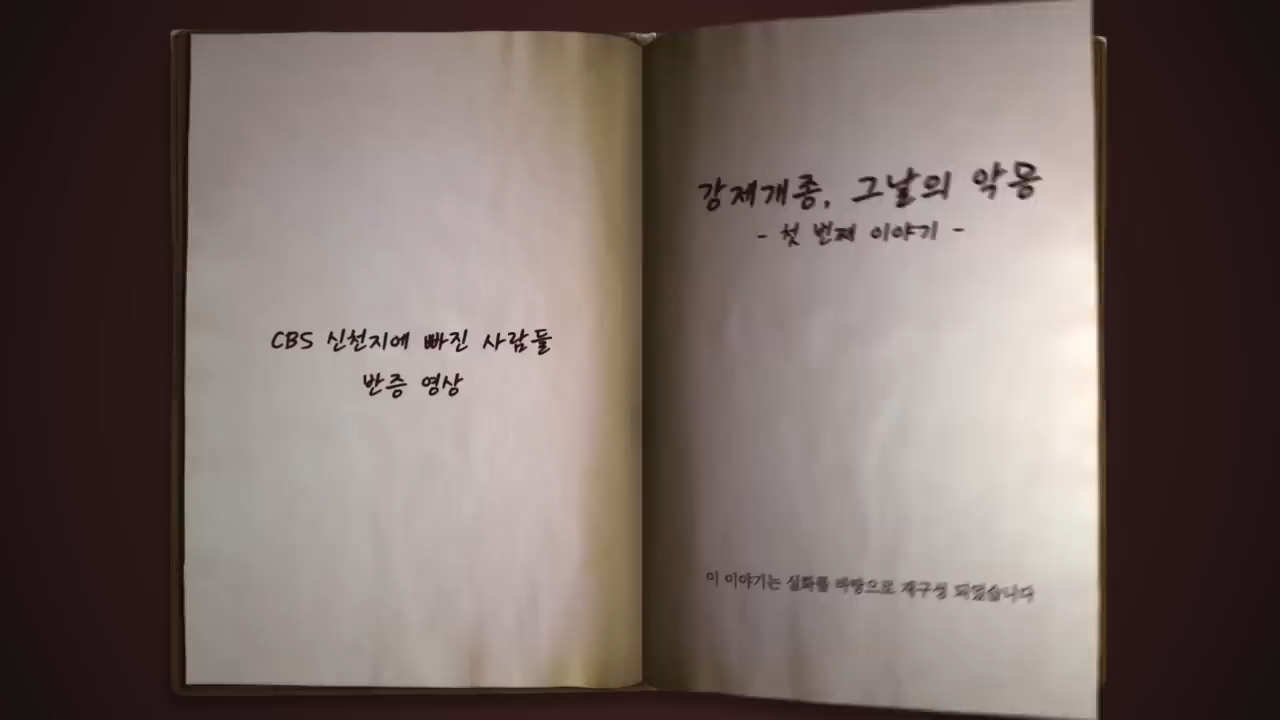 CBS 신천지에 빠진 사람들
반증 영상
강제개종, 그날의 악몽
- 첫 번째 이야기 -
이 이야기는 실화를 바탕으로 재구성 되었습니다